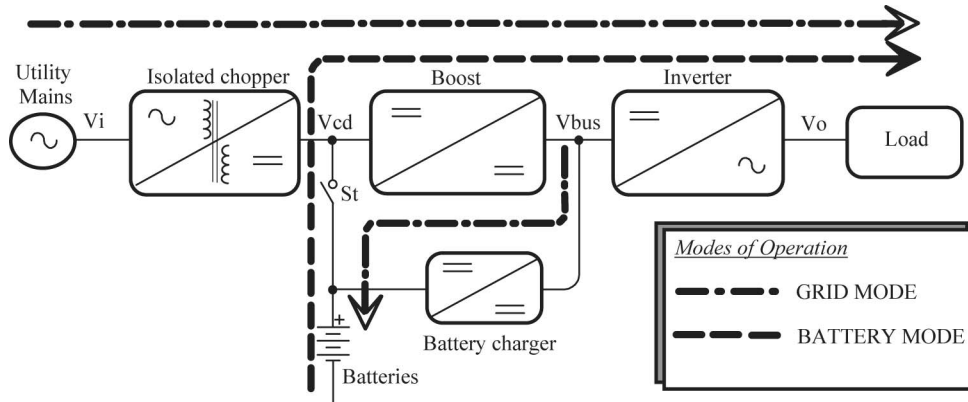 Utility
Mains
Isolated chopper
Boost
Inverter
Vi
Vcd
Vbus
Vo
Load
St
Battery charger
+
Batteries
Modes of Operation
GRID MODE
BATTERY MODE